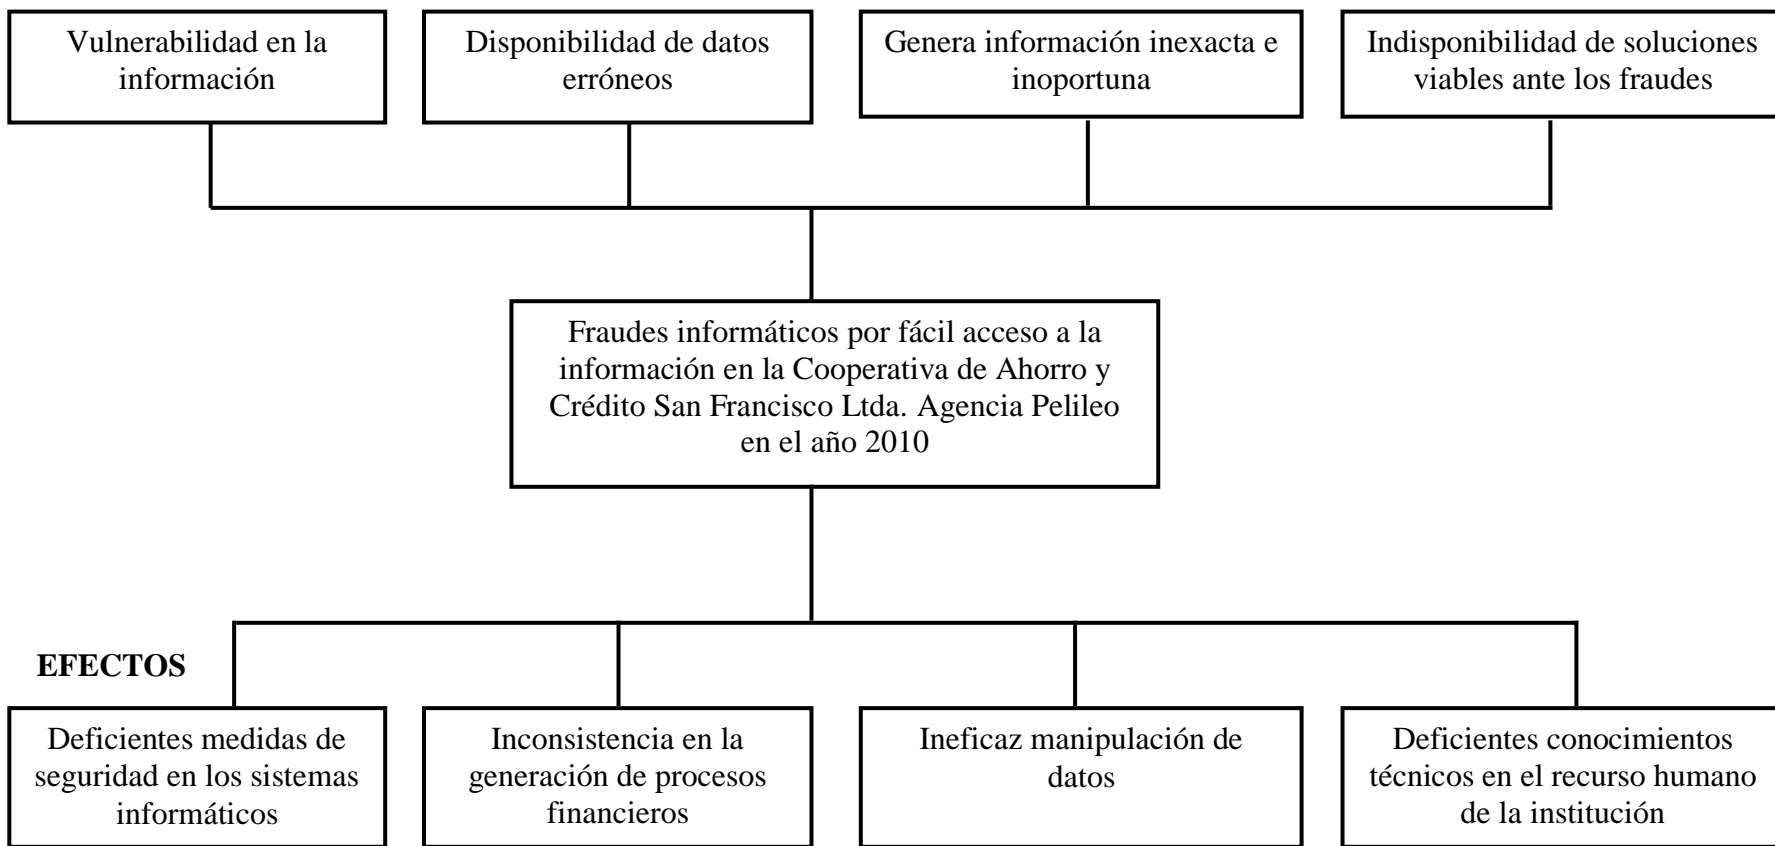 Vulnerabilidad en la
información
Disponibilidad de datos
erróneos
Genera información inexacta e
inoportuna
Indisponibilidad de soluciones
viables ante los fraudes
Fraudes informáticos por fácil acceso a la
información en la Cooperativa de Ahorro y
Crédito San Francisco Ltda. Agencia Pelileo
en el año 2010
EFECTOS
Deficientes medidas de
seguridad en los sistemas
informáticos
Inconsistencia en la
generación de procesos
financieros
Ineficaz manipulación de
datos
Deficientes conocimientos
técnicos en el recurso humano
de la institución